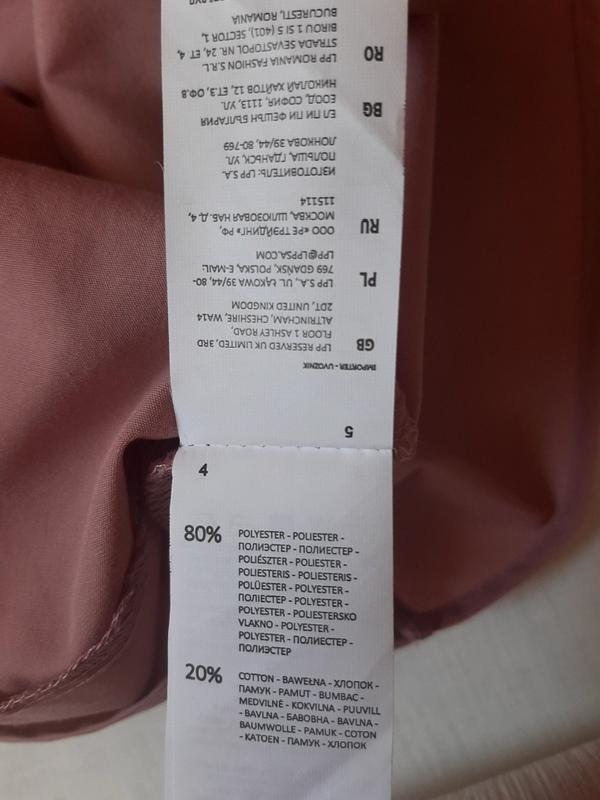 5
IMPORTER - UVOZNIK
GB LPP RESERVED UK LIMITED, 3RD
FLOOR 1 ASHLEY ROAD,
ALTRINCHAM, CHESHIRE, WA14
2DT, UNITED KINGDOM
PL LPP S.A., UL. ŁĄKOWA 39/44, 80-
769 GDAŃSK, POLSKA, E-MAIL:
LPP@LPPSA.COM
RU ООО «РЕ ТРЭЙДИНГ», РФ,
МОСКВА, ШЛЮЗОВАЯ НАБ. Д. 4,
115114
ИЗГОТОВИТЕЛЬ: LPP S.A.
ПОЛЬША, ГДАНЬСК, УЛ.
ЛОНКОВА 39/44, 80-769
BG ЕЛ ПИ ПИ ФЕШЪН БЪЛГАРИЯ
ЕООД, СОФИЯ, 1113, УЛ.
НИКОЛАЙ ХАЙТОВ 12, ЕТ.3, ОФ.8
RO LPP ROMANIA FASHION S.R.L.
STRADA SEVASTOPOL NR. 24, ET. 4,
BIROU 1 SI 5 (401), SECTOR 1,
BUCURESTI, ROMANIA
4
80% POLYESTER - POLIESTER -
ПОЛИЭСТЕР - ПОЛИЕСТЕР -
POLIÉSZTER - POLIESTER -
POLIESTERIS - POLIESTERIS -
POLÜESTER - POLYESTER -
ПОЛІЕСТЕР - POLYESTER -
POLYESTER - POLIESTERSKO
VLAKNO - POLYESTER -
POLYESTER - ПОЛИЕСТЕР -
ПОЛИЭСТЕР
20% COTTON - BAWEŁNA - ХЛОПОК -
ПАМУК - PAMUT - BUMBAC -
MEDVILNĖ - KOKVILNA - PUUVILL
- BAVLNA - БАВОВНА - BAVLNA -
BAUMWOLLE - PAMUK - COTON
- KATOEN - ПАМУК - ХЛОПОК